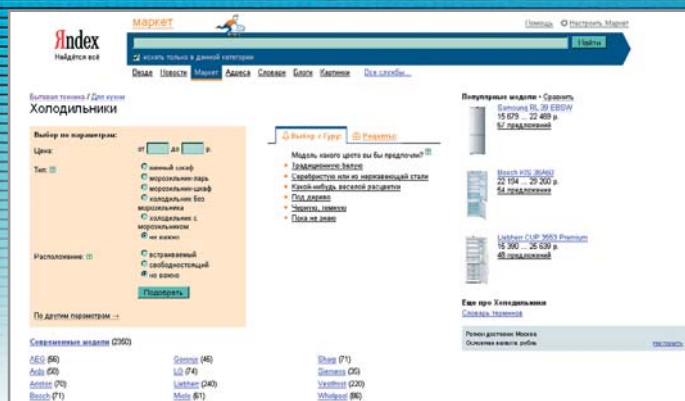 маркет
Помощь Настроить Маркет
Яndex
Найдётся всё
Найти
искать только в данной категории
Везде Новости Маркет Адреса Словари Блоги Картинки Все службы...
Бытовая техника / Для кухни
Холодильники
Выбор по параметрам:
Цена: от до р.
Тип:
винный шкаф
морозильник-ларь
морозильник-шкаф
холодильник без морозильника
холодильник с морозильником
не важно
Расположение:
встраиваемый
свободностоящий
не важно
Подобрать
По другим параметрам →
Выбор с Гуру: Рецепты:
Модель какого цвета вы бы предпочли?
Традиционную белую
Серебристую или из нержавеющей стали
Какой-нибудь веселой расцветки
Под дерево
Черную, темную
Пока не знаю
Популярные модели • Сравнить
Samsung RL 39 EBSW
15 679 ... 22 469 р.
67 предложений
Bosch KIS 38A60
22 194 ... 29 200 р.
54 предложения
Liebherr CUP 3553 Premium
16 390 ... 25 639 р.
48 предложений
Еще про Холодильники
Словарь терминов
Регион доставки: Москва
Основная валюта: рубль
настроить
Современные модели (2350)
AEG (56) Gorenje (46) Sharp (71)
Ardo (50) LG (74) Siemens (35)
Ariston (70) Liebherr (240) Vestfrost (220)
Bosch (71) Miele (61) Whirlpool (86)